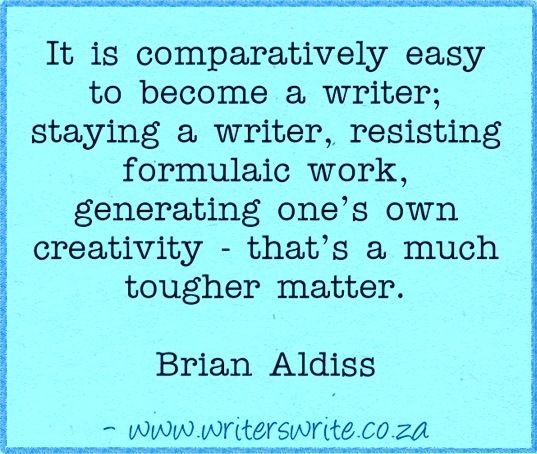 It is comparatively easy
to become a writer;
staying a writer, resisting
formulaic work,
generating one's own
creativity - that's a much
tougher matter.
Brian Aldiss
- www.writerswrite.co.za